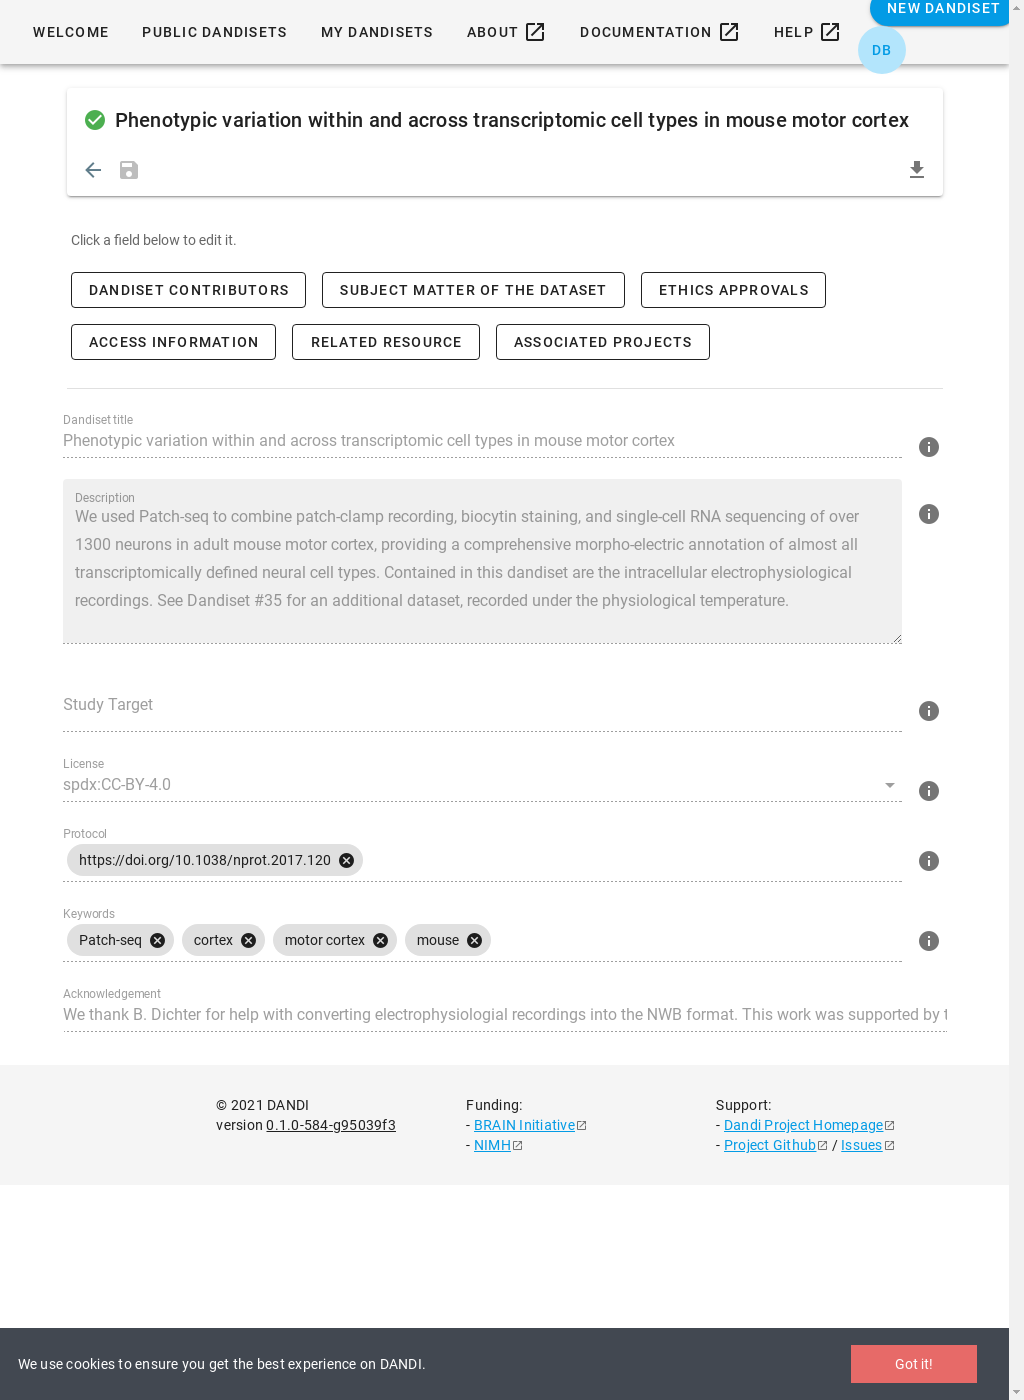 WELCOME PUBLIC DANDISETS MY DANDISETS ABOUT DOCUMENTATION HELP NEW DANDISET
DB
Phenotypic variation within and across transcriptomic cell types in mouse motor cortex
Click a field below to edit it.
DANDISET CONTRIBUTORS SUBJECT MATTER OF THE DATASET ETHICS APPROVALS
ACCESS INFORMATION RELATED RESOURCE ASSOCIATED PROJECTS
Dandiset title
Phenotypic variation within and across transcriptomic cell types in mouse motor cortex
Description
We used Patch-seq to combine patch-clamp recording, biocytin staining, and single-cell RNA sequencing of over
1300 neurons in adult mouse motor cortex, providing a comprehensive morpho-electric annotation of almost all
transcriptomically defined neural cell types. Contained in this dandiset are the intracellular electrophysiological
recordings. See Dandiset #35 for an additional dataset, recorded under the physiological temperature.
Study Target
License
spdx:CC-BY-4.0
Protocol
https://doi.org/10.1038/nprot.2017.120
Keywords
Patch-seq cortex motor cortex mouse
Acknowledgement
We thank B. Dichter for help with converting electrophysiologial recordings into the NWB format. This work was supported by t
© 2021 DANDI Funding: Support:
version 0.1.0-584-g95039f3 - BRAIN Initiative - Dandi Project Homepage
- NIMH - Project Github / Issues
We use cookies to ensure you get the best experience on DANDI. Got it!